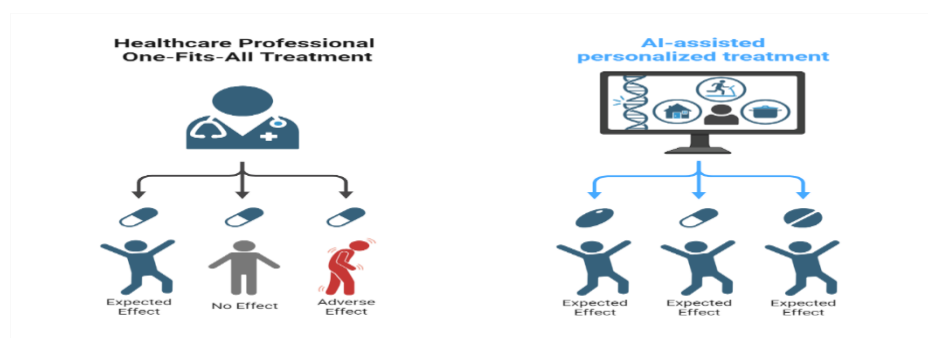 Healthcare Professional
One-Fits-All Treatment
Expected
Effect
No Effect
Adverse
Effect
AI-assisted
personalized treatment
Expected
Effect
Expected
Effect
Expected
Effect